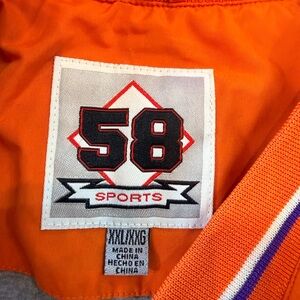 58
SPORTS
XXL/XXG
MADE IN
CHINA
HECHO EN
CHINA